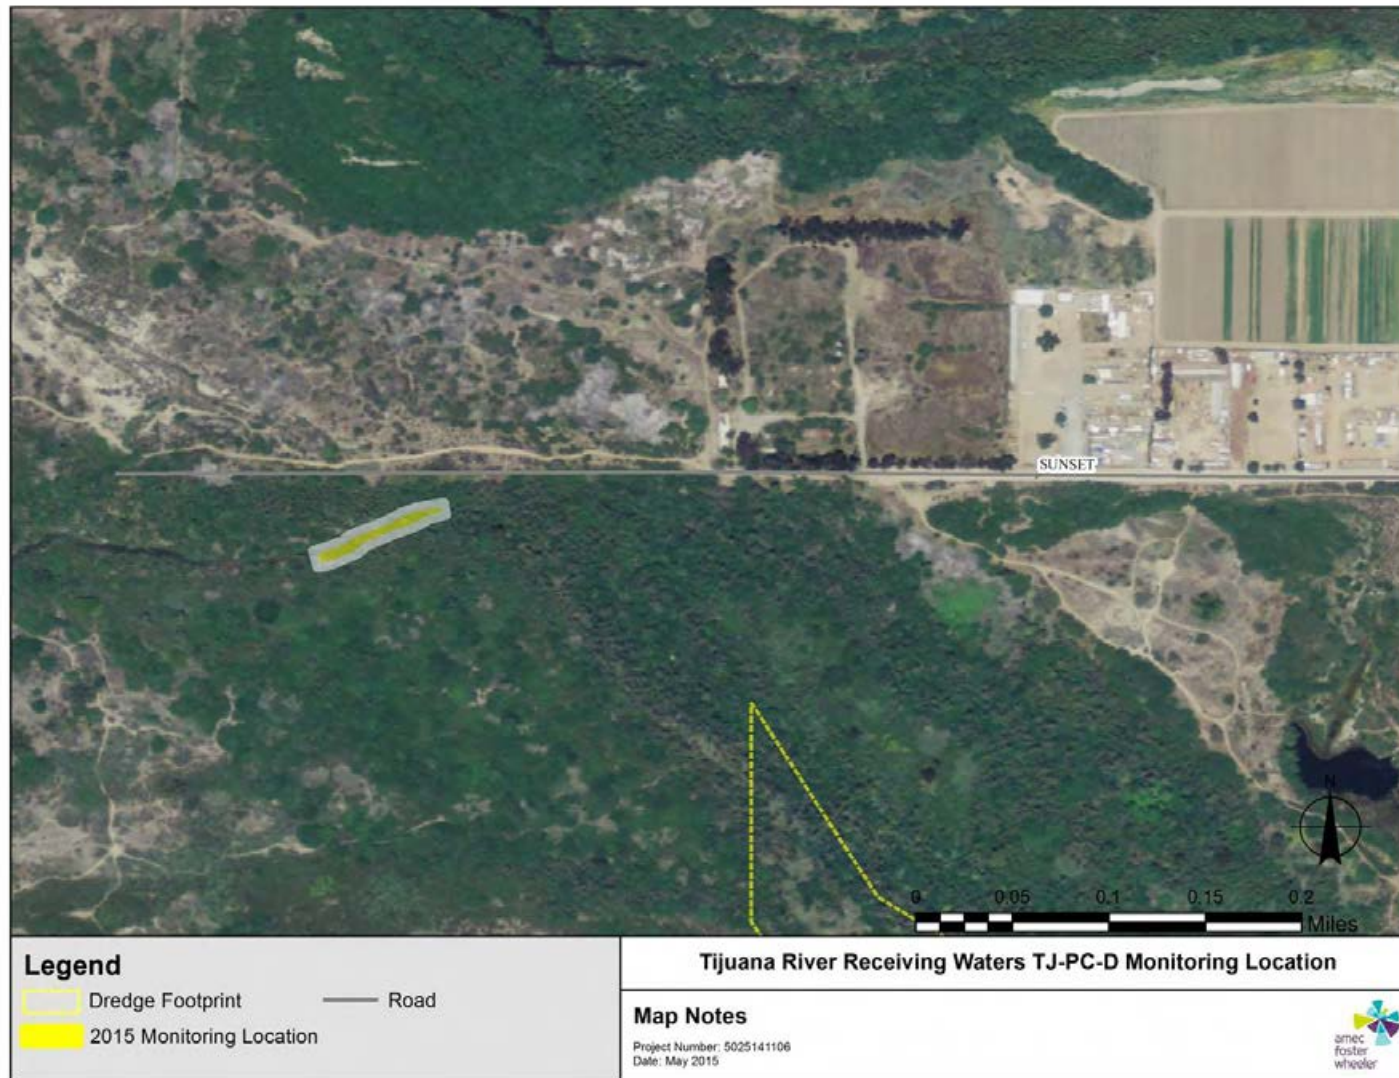 SUNSET
N
0 0.05 0.1 0.15 0.2
Miles
Legend
Dredge Footprint
Road
2015 Monitoring Location
Tijuana River Receiving Waters TJ-PC-D Monitoring Location
Map Notes
Project Number: 5025141106
Date: May 2015
amec
foster
wheeler